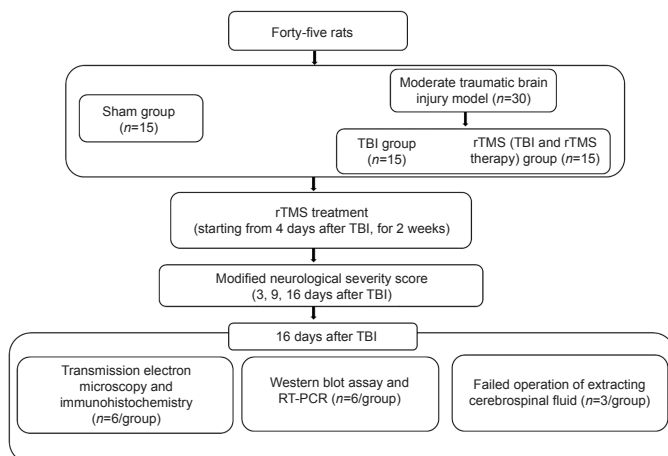 Forty-five rats
Sham group
(n=15)
Moderate traumatic brain
injury model (n=30)
TBI group
(n=15)
rTMS (TBI and rTMS
therapy) group (n=15)
rTMS treatment
(starting from 4 days after TBI, for 2 weeks)
Modified neurological severity score
(3, 9, 16 days after TBI)
16 days after TBI
Transmission electron
microscopy and
immunohistochemistry
(n=6/group)
Western blot assay and
RT-PCR (n=6/group)
Failed operation of extracting
cerebrospinal fluid (n=3/group)